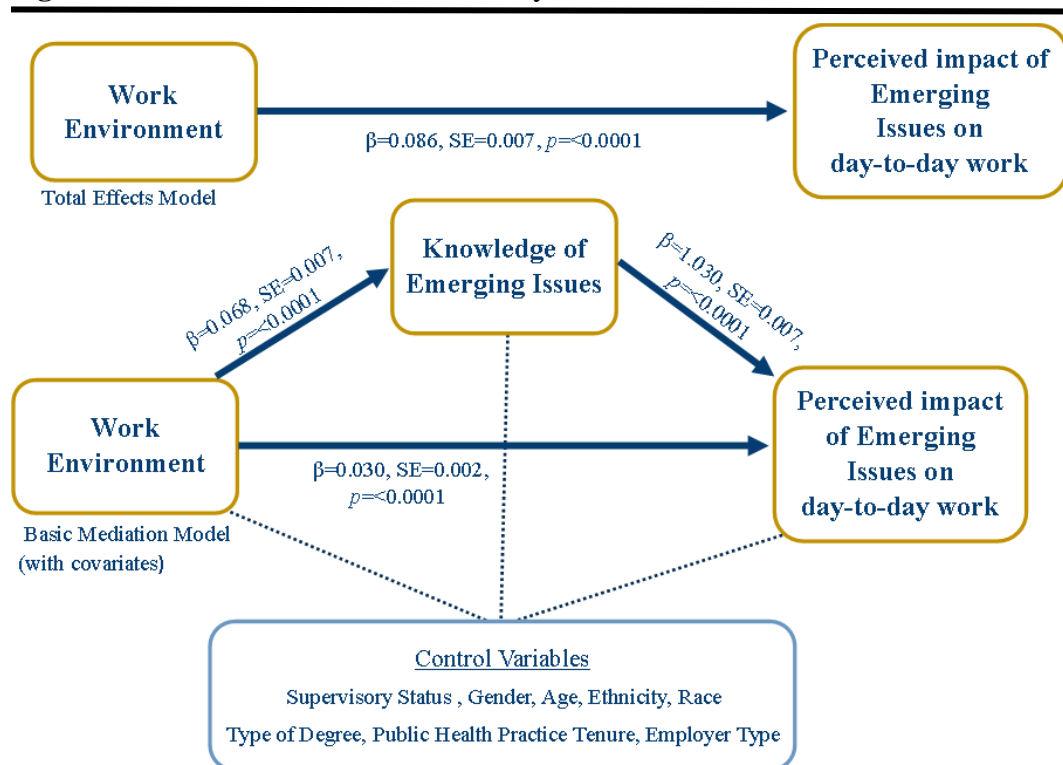 Work
Environment
Perceived impact of
Emerging
Issues on
day-to-day work
β=0.086, SE=0.007, p=<0.0001
Total Effects Model
Knowledge of
Emerging Issues
β=0.068, SE=0.007,
p=<0.0001
β=1.030, SE=0.007,
p=<0.0001
Work
Environment
Perceived impact
of Emerging
Issues on
day-to-day work
β=0.030, SE=0.002,
p=<0.0001
Basic Mediation Model
(with covariates)
Control Variables
Supervisory Status , Gender, Age, Ethnicity, Race
Type of Degree, Public Health Practice Tenure, Employer Type